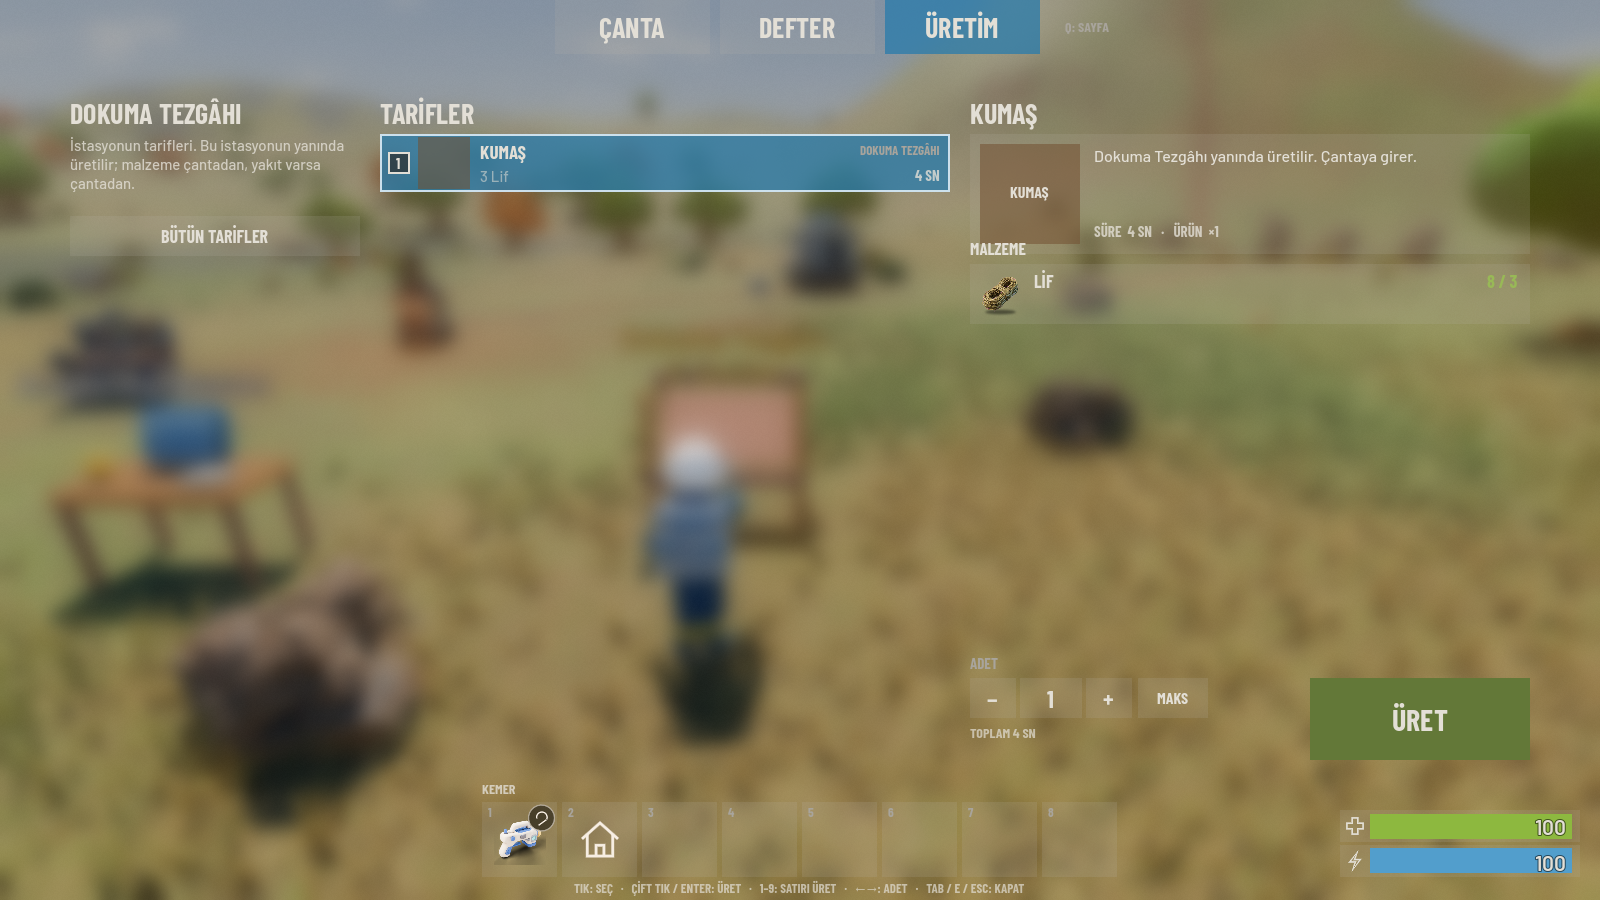 ÇANTA
DEFTER
ÜRETİM
Q: SAYFA
DOKUMA TEZGÂHI
İstasyonun tarifleri. Bu istasyonun yanında
üretilir; malzeme çantadan, yakıt varsa
çantadan.
BÜTÜN TARİFLER
TARİFLER
1
KUMAŞ
DOKUMA TEZGÂHI
3 Lif
4 SN
KUMAŞ
KUMAŞ
Dokuma Tezgâhı yanında üretilir. Çantaya girer.
SÜRE 4 SN · ÜRÜN ×1
MALZEME
LİF
8 / 3
ADET
–
1
+
MAKS
TOPLAM 4 SN
ÜRET
KEMER
1
2
3
4
5
6
7
8
100
100
TIK: SEÇ · ÇİFT TIK / ENTER: ÜRET · 1-9: SATIRI ÜRET · ←→: ADET · TAB / E / ESC: KAPAT